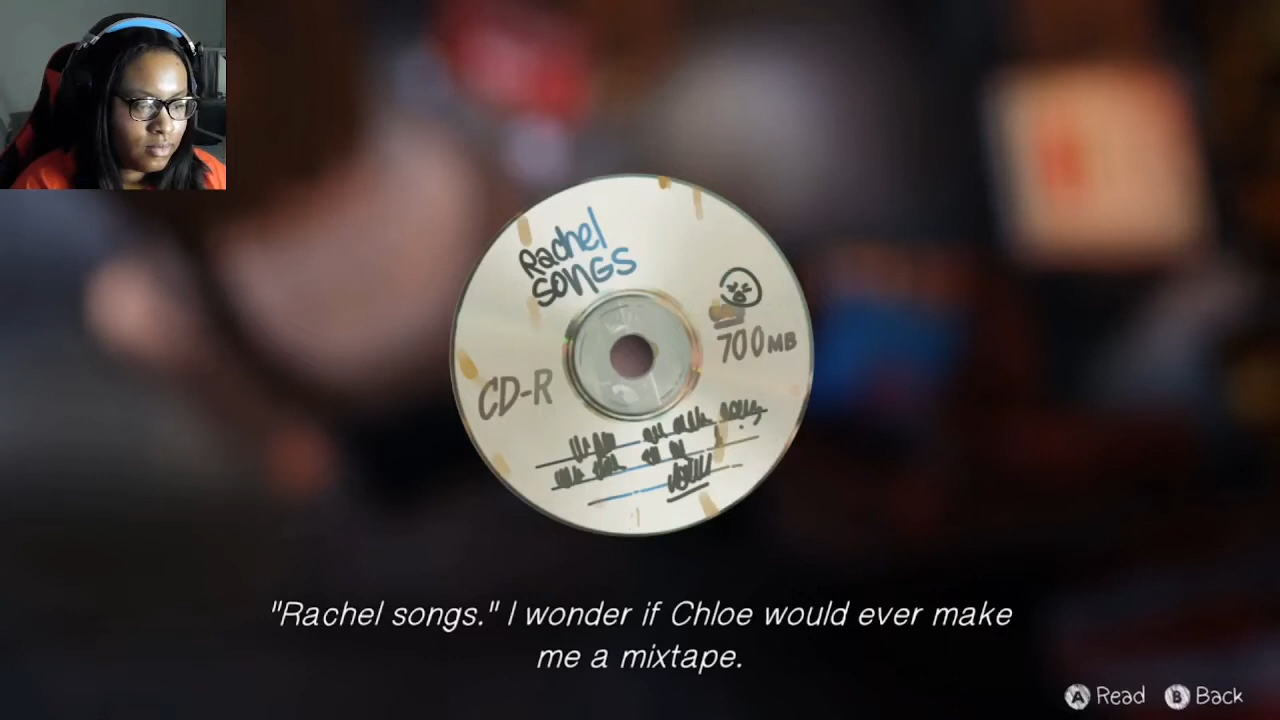 Rachel
SONGS
700MB
CD-R
"Rachel songs." I wonder if Chloe would ever make
me a mixtape.
A Read B Back